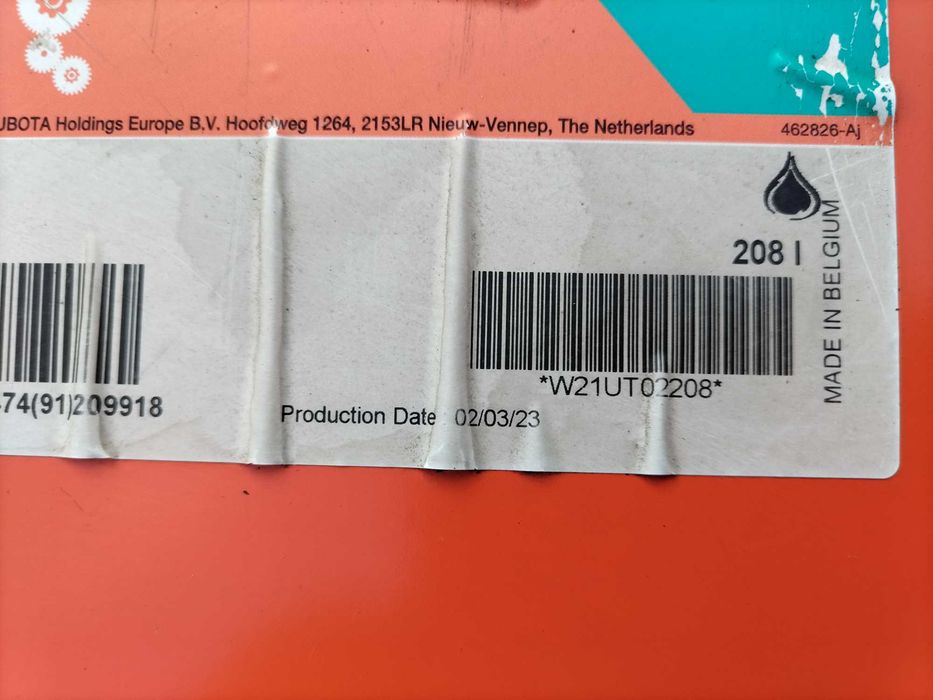 UBOTA Holdings Europe B.V. Hoofdweg 1264, 2153LR Nieuw-Vennep, The Netherlands
462826-Aj
208 l
MADE IN BELGIUM
*W21UT02208*
74(91)209918
Production Date 02/03/23